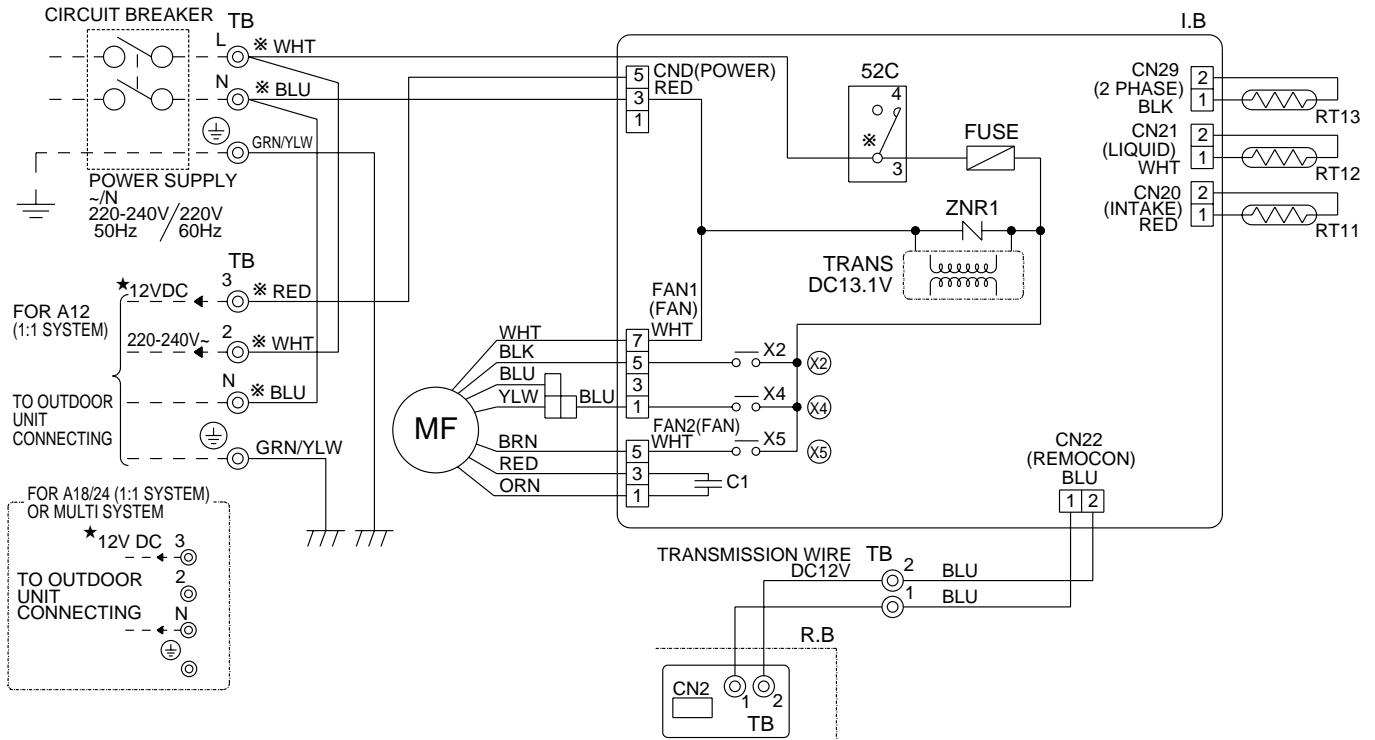 CIRCUIT BREAKER
TB
L
※ WHT
N
※ BLU
GRN/YLW
POWER SUPPLY
~/N
220-240V/220V
50Hz 60Hz
TB
★12VDC
3
※ RED
FOR A12
(1:1 SYSTEM)
220-240V~
2
※ WHT
N
※ BLU
TO OUTDOOR
UNIT
CONNECTING
GRN/YLW
FOR A18/24 (1:1 SYSTEM)
OR MULTI SYSTEM
★12V DC 3
TO OUTDOOR
UNIT
CONNECTING
2
N
I.B
5
3
1
CND(POWER)
RED
52C
4
※
3
FUSE
ZNR1
TRANS
DC13.1V
CN29
(2 PHASE)
BLK
2
1
RT13
CN21
(LIQUID)
WHT
2
1
RT12
CN20
(INTAKE)
RED
2
1
RT11
FAN1
(FAN)
WHT
7
5
3
1
MF
WHT
BLK
BLU
YLW
BLU
BRN
RED
ORN
X2
X2
X4
X4
FAN2(FAN)
WHT
5
3
1
X5
X5
C1
CN22
(REMOCON)
BLU
1 2
TRANSMISSION WIRE
DC12V
TB
2
BLU
1
BLU
R.B
CN2
1 2
TB